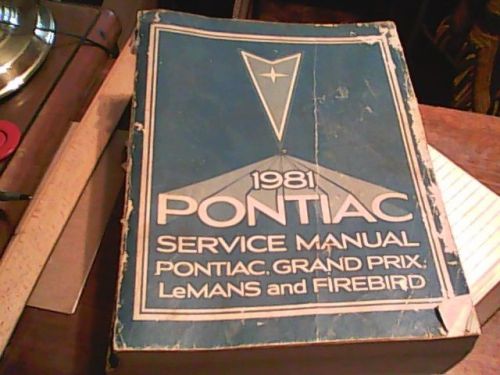 1981
PONTIAC
SERVICE MANUAL
PONTIAC, GRAND PRIX,
LeMANS and FIREBIRD